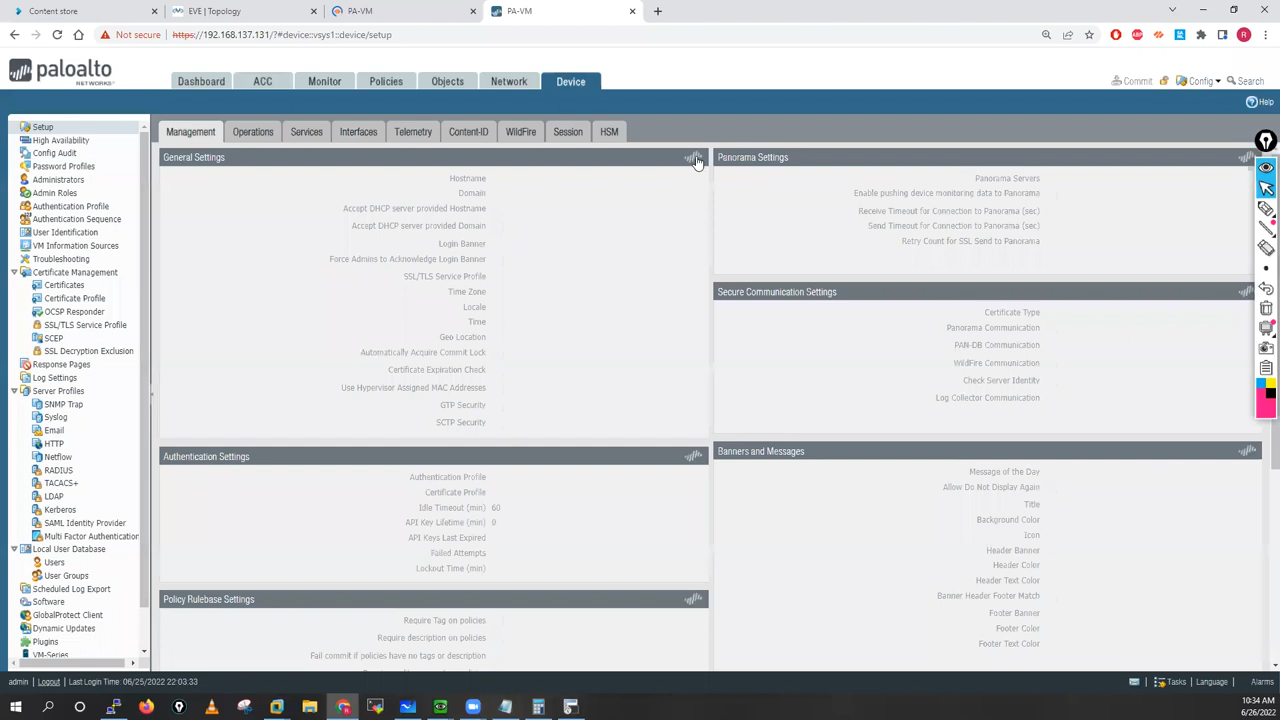 Content store
EVE | Topology
PA-VM
PA-VM
Not secure
https://192.168.137.131/?#device::vsys1::device/setup
R
paloalto
NETWORKS
Dashboard
ACC
Monitor
Policies
Objects
Network
Device
Commit
Config
Search
Help
Setup
High Availability
Config Audit
Password Profiles
Administrators
Admin Roles
Authentication Profile
Authentication Sequence
User Identification
VM Information Sources
Troubleshooting
Certificate Management
Certificates
Certificate Profile
OCSP Responder
SSL/TLS Service Profile
SCEP
SSL Decryption Exclusion
Response Pages
Log Settings
Server Profiles
SNMP Trap
Syslog
Email
HTTP
Netflow
RADIUS
TACACS+
LDAP
Kerberos
SAML Identity Provider
Multi Factor Authentication
Local User Database
Users
User Groups
Scheduled Log Export
Software
GlobalProtect Client
Dynamic Updates
Plugins
VM-Series
Management
Operations
Services
Interfaces
Telemetry
Content-ID
WildFire
Session
HSM
General Settings
Hostname
Domain
Accept DHCP server provided Hostname
Accept DHCP server provided Domain
Login Banner
Force Admins to Acknowledge Login Banner
SSL/TLS Service Profile
Time Zone
Locale
Time
Geo Location
Automatically Acquire Commit Lock
Certificate Expiration Check
Use Hypervisor Assigned MAC Addresses
GTP Security
SCTP Security
Authentication Settings
Authentication Profile
Certificate Profile
Idle Timeout (min) 60
API Key Lifetime (min) 0
API Keys Last Expired
Failed Attempts
Lockout Time (min)
Policy Rulebase Settings
Require Tag on policies
Require description on policies
Fail commit if policies have no tags or description
Panorama Settings
Panorama Servers
Enable pushing device monitoring data to Panorama
Receive Timeout for Connection to Panorama (sec)
Send Timeout for Connection to Panorama (sec)
Retry Count for SSL Send to Panorama
Secure Communication Settings
Certificate Type
Panorama Communication
PAN-DB Communication
WildFire Communication
Check Server Identity
Log Collector Communication
Banners and Messages
Message of the Day
Allow Do Not Display Again
Title
Background Color
Icon
Header Banner
Header Color
Header Text Color
Banner Header Footer Match
Footer Banner
Footer Color
Footer Text Color
admin
Logout
Last Login Time: 06/25/2022 22:03:33
Tasks
Language
Alarms
10:34 AM
6/26/2022